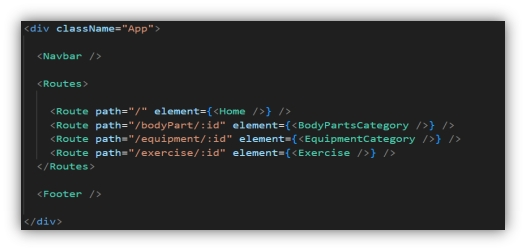 <div className="App">
<Navbar />
<Routes>
<Route path="/" element={<Home />} />
<Route path="/bodyPart/:id" element={<BodyPartsCategory />} />
<Route path="/equipment/:id" element={<EquipmentCategory />} />
<Route path="/exercise/:id" element={<Exercise />} />
</Routes>
<Footer />
</div>